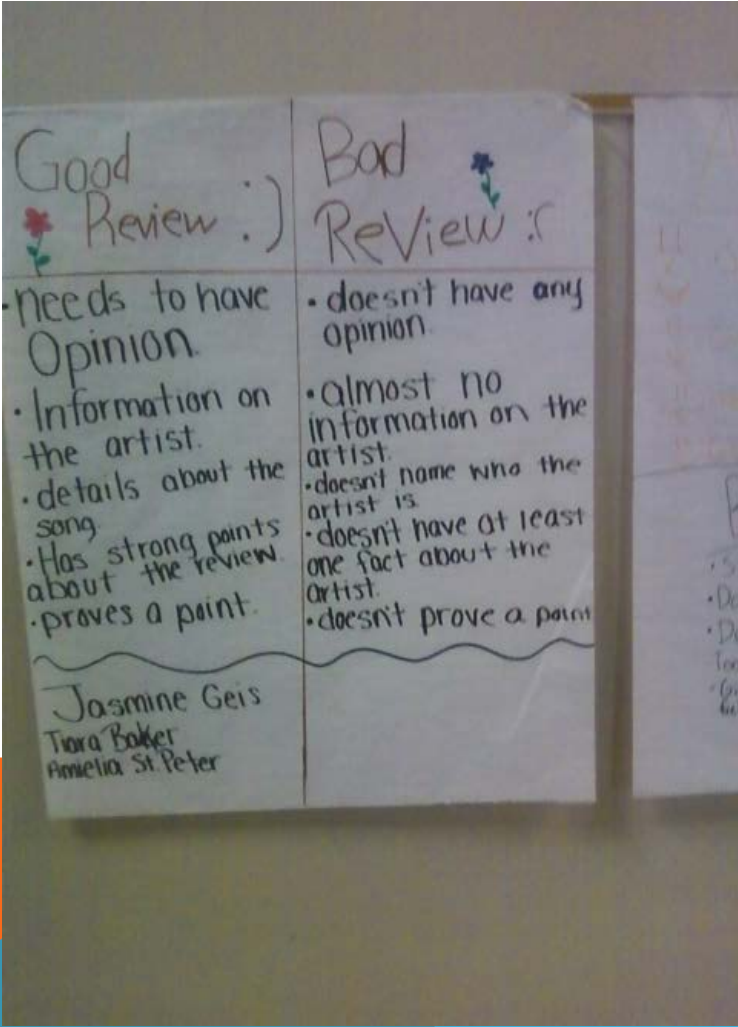 Good
Review :)
• needs to have
Opinion.
• Information on
the artist.
• details about the
song.
• Has strong points
about the review.
• proves a point.
Jasmine Geis
Tiara Baker
Amielia St. Peter
Bad
ReView :(
• doesn't have any
opinion.
• almost no
information on the
artist.
• doesn't name who the
artist is
• doesn't have at least
one fact about the
artist.
• doesn't prove a point